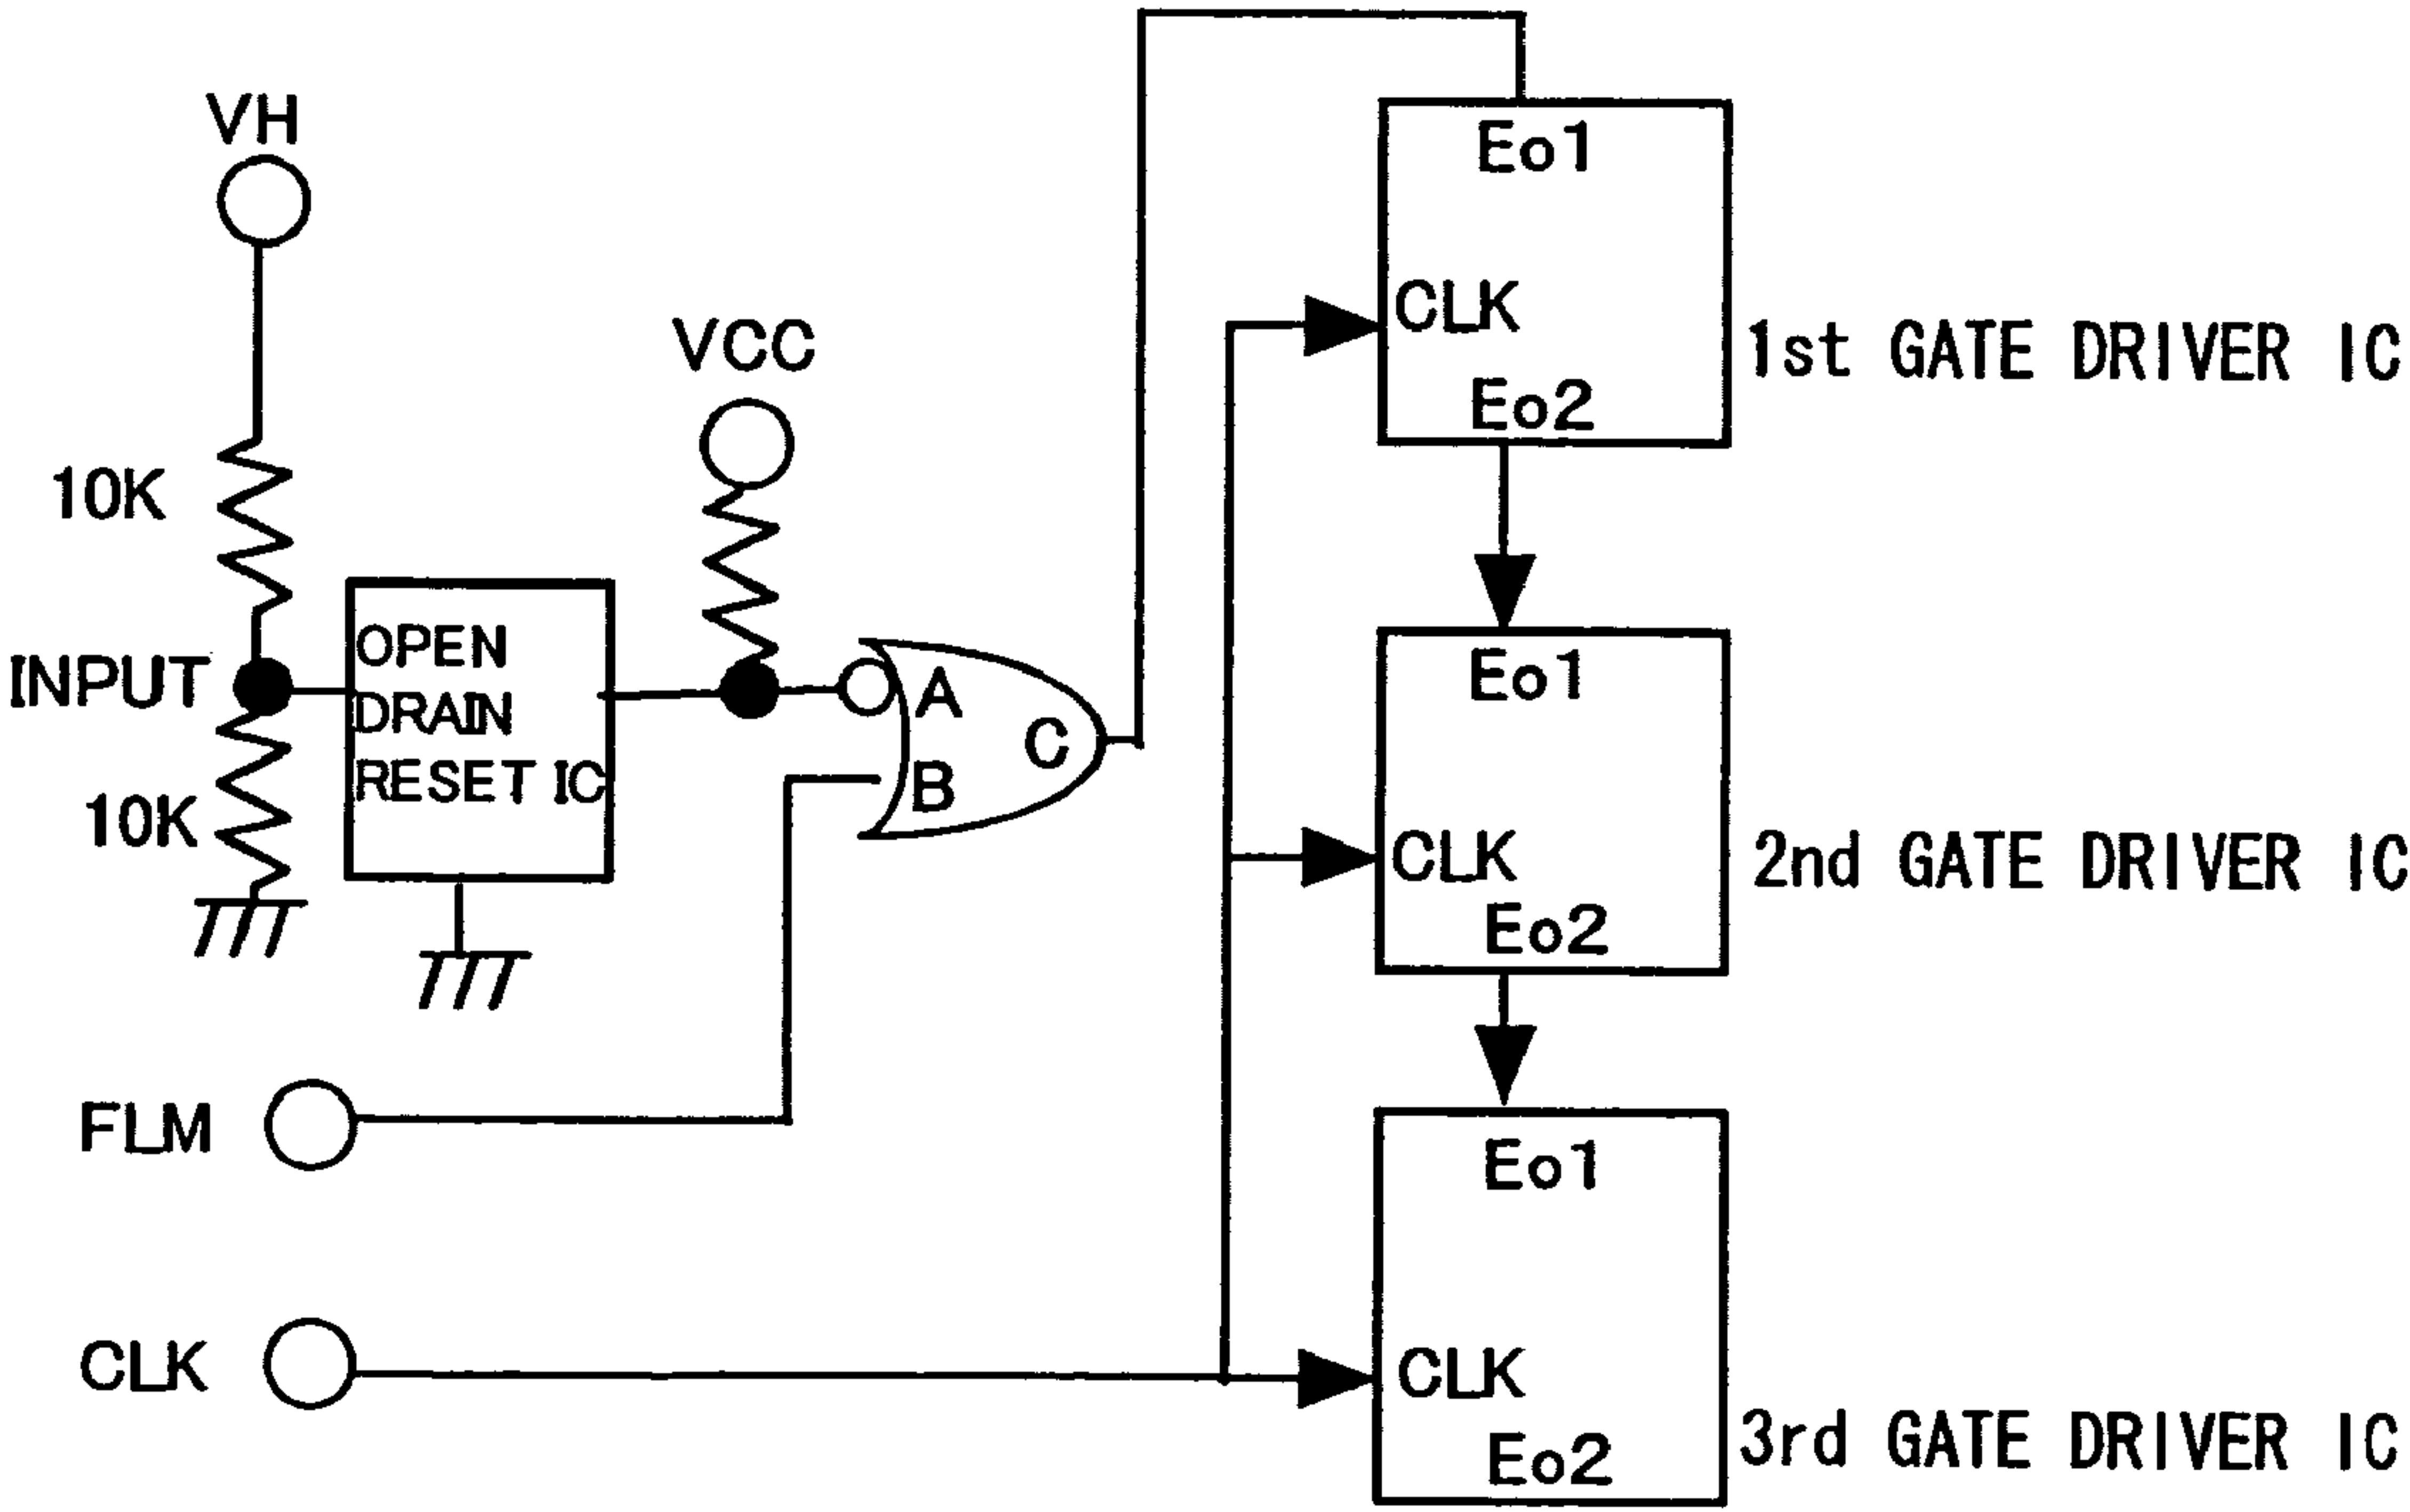 VH
10K
INPUT
10K
OPEN
DRAIN
RESET IC
VCC
A
B
C
FLM
CLK
Eo1
CLK
Eo2
1st GATE DRIVER IC
Eo1
CLK
Eo2
2nd GATE DRIVER IC
Eo1
CLK
Eo2
3rd GATE DRIVER IC